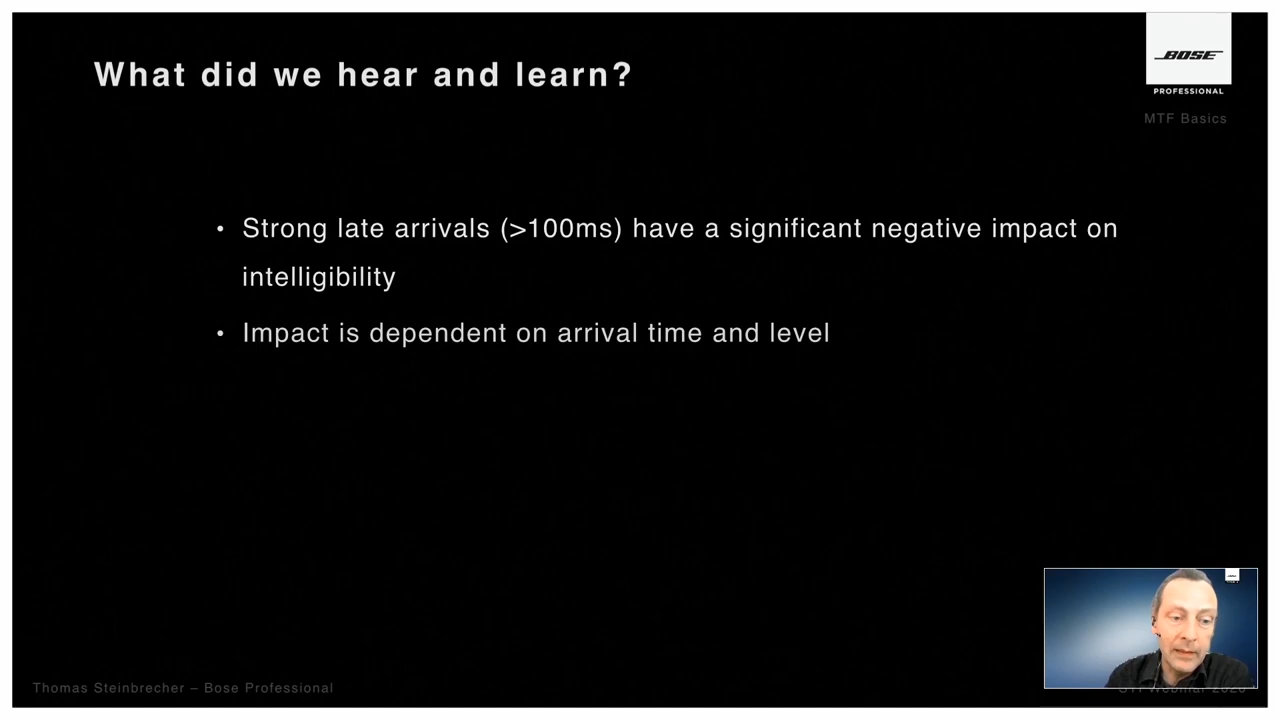 What did we hear and learn?
BOSE
PROFESSIONAL
MTF Basics
• Strong late arrivals (>100ms) have a significant negative impact on
intelligibility
• Impact is dependent on arrival time and level
Thomas Steinbrecher – Bose Professional
Webinar